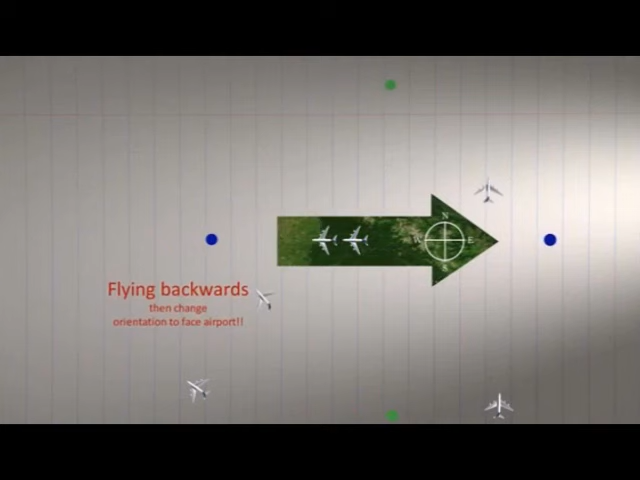 N
W E
S
Flying backwards
then change
orientation to face airport!!